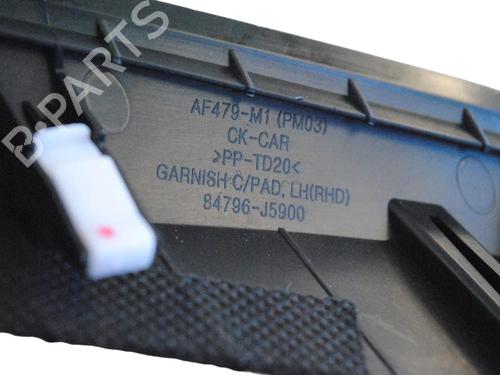 B-PARTS
AF479-M1 (PM03)
CK-CAR
>PP-TD20<
GARNISH C/PAD, LH(RHD)
84796-J5900